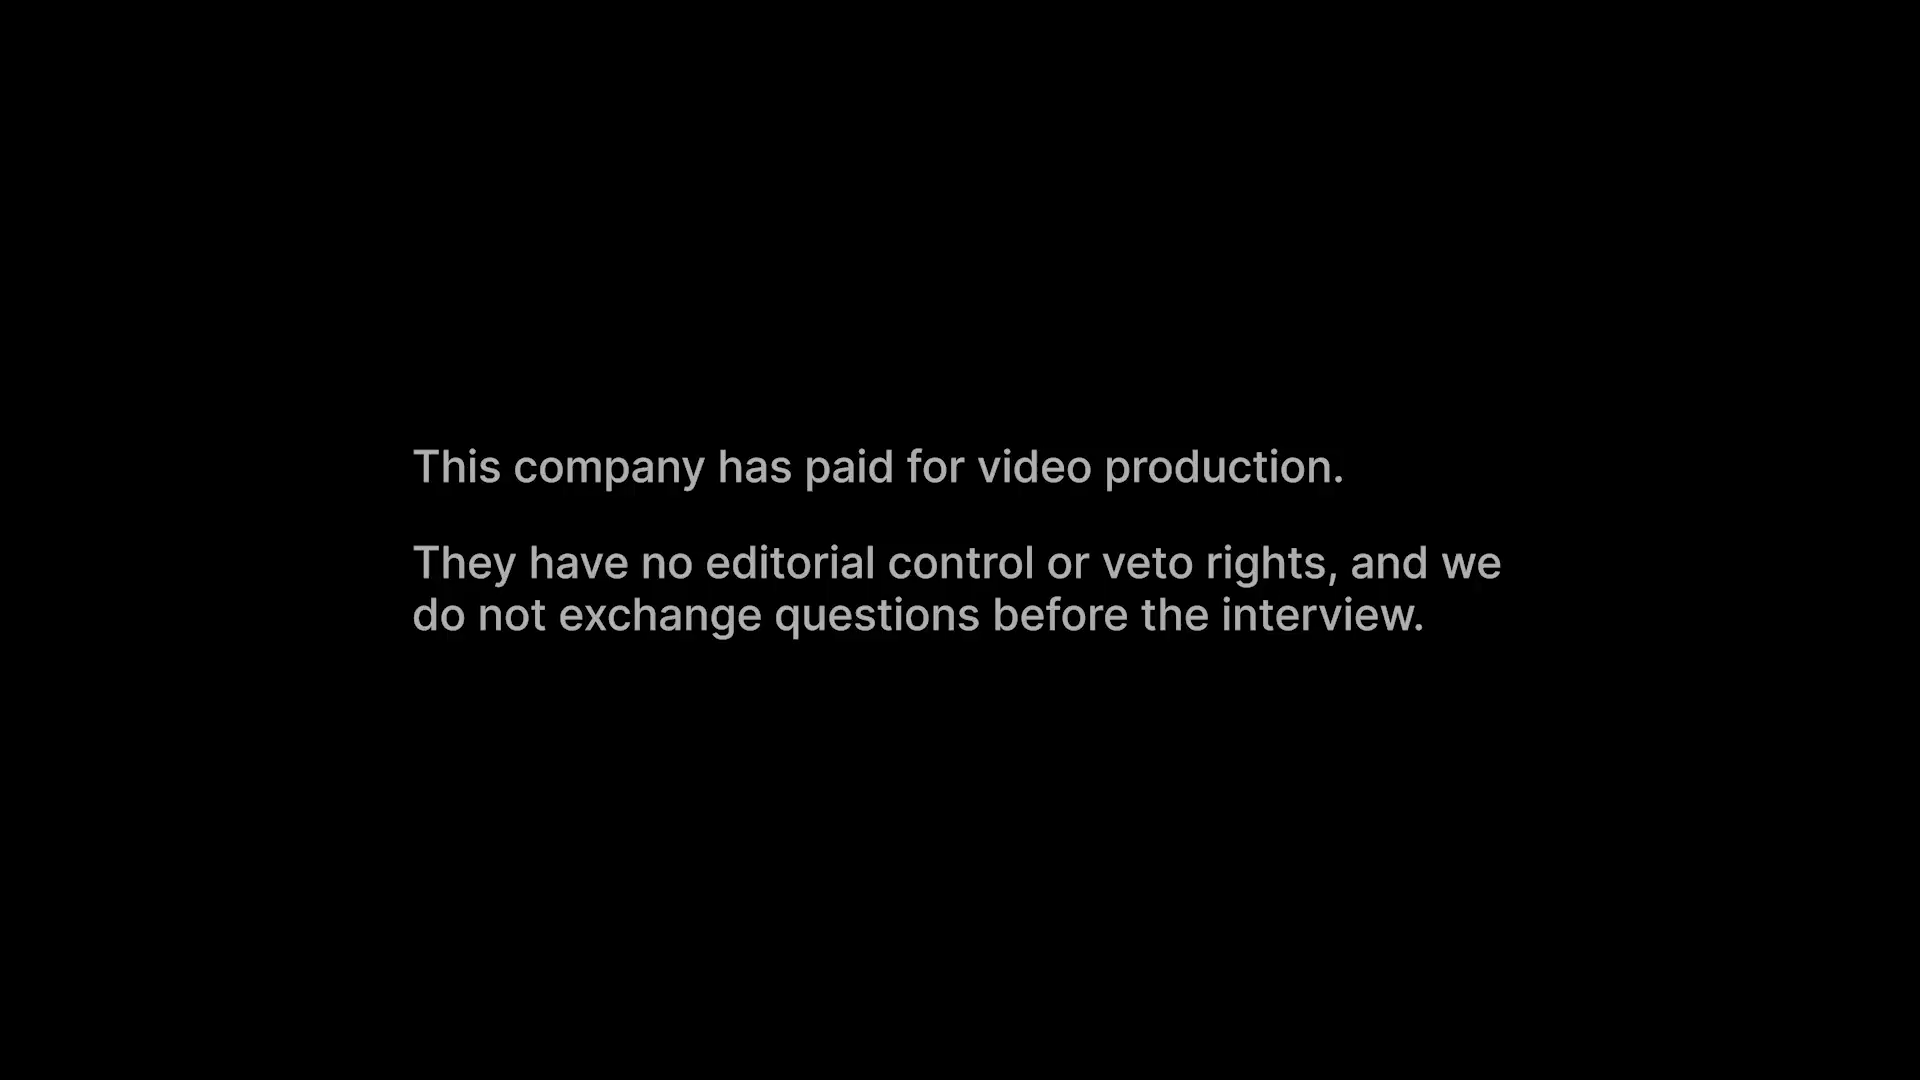 This company has paid for video production.
They have no editorial control or veto rights, and we
do not exchange questions before the interview.